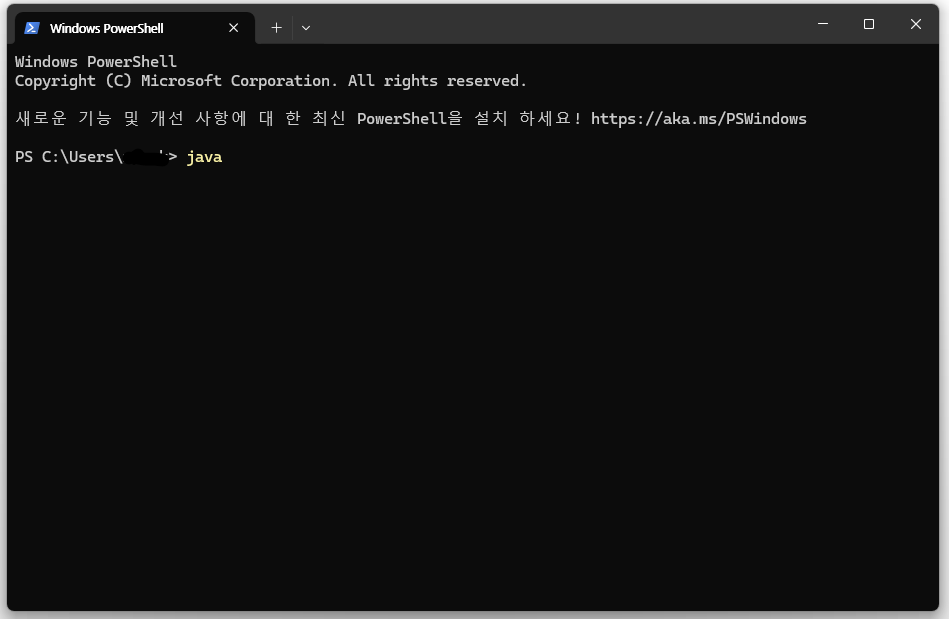 Windows PowerShell
Windows PowerShell
Copyright (C) Microsoft Corporation. All rights reserved.
새로운 기능 및 개선 사항에 대 한 최신 PowerShell을 설치 하세요! https://aka.ms/PSWindows
PS C:\Users\> java